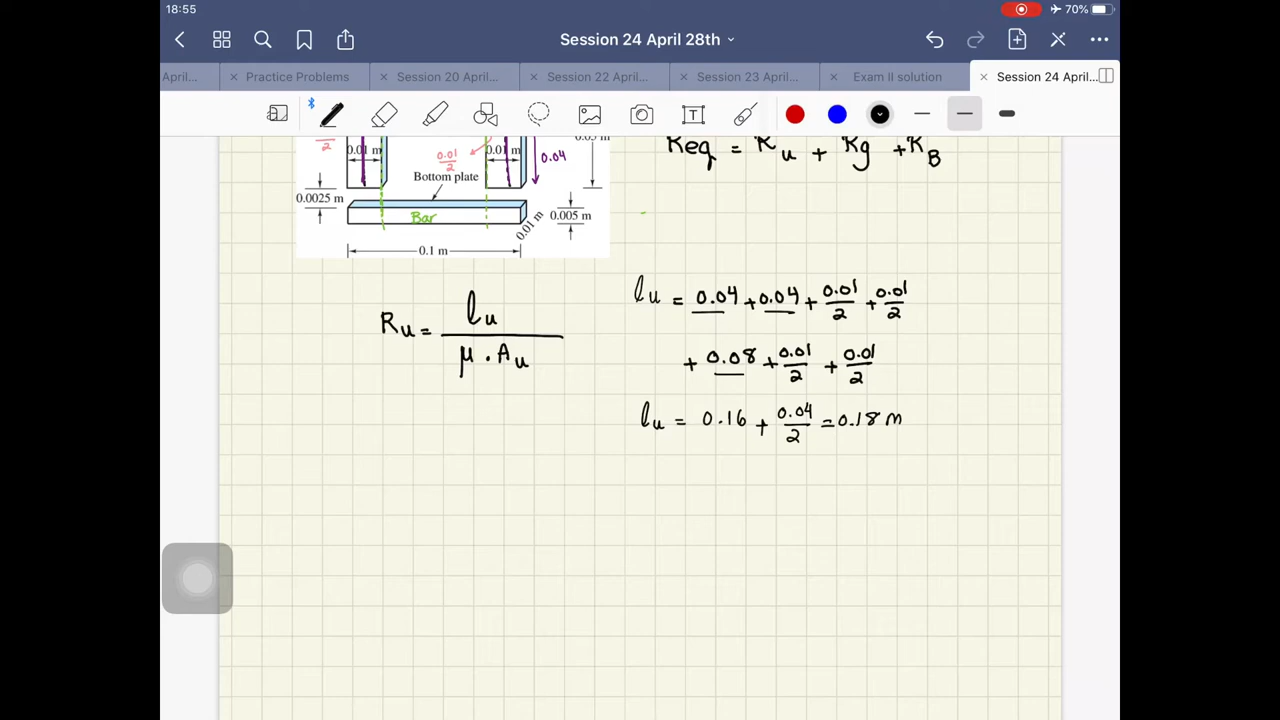 18:55
70%
Session 24 April 28th
April...
Practice Problems
Session 20 April...
Session 22 April...
Session 23 April...
Exam II solution
Session 24 April...
T
2
0.01 m
0.01
2
0.01 m
0.04
Bottom plate
0.0025 m
Bar
0.01 m
0.005 m
0.1 m
Req = Ru + Rg + RB
Ru = lu / μ · Au
lu = 0.04 + 0.04 + 0.01/2 + 0.01/2
+ 0.08 + 0.01/2 + 0.01/2
lu = 0.16 + 0.04/2 = 0.18 m